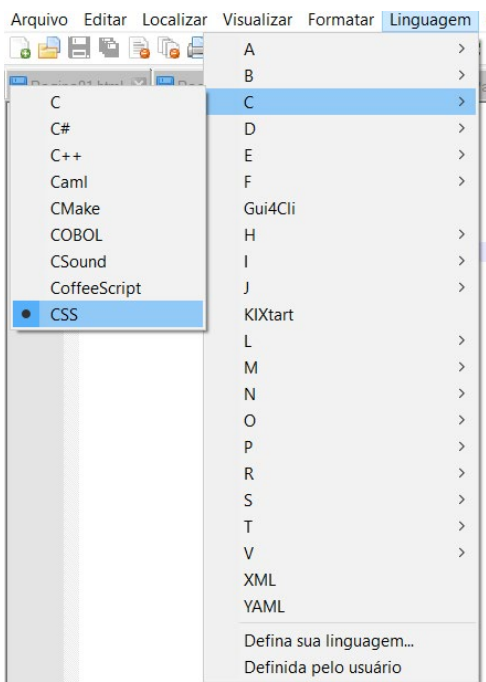 Arquivo Editar Localizar Visualizar Formatar Linguagem
A
B
C
D
E
F
Gui4Cli
H
I
J
KIXtart
L
M
N
O
P
R
S
T
V
XML
YAML
Defina sua linguagem...
Definida pelo usuário
C
C#
C++
Caml
CMake
COBOL
CSound
CoffeeScript
CSS